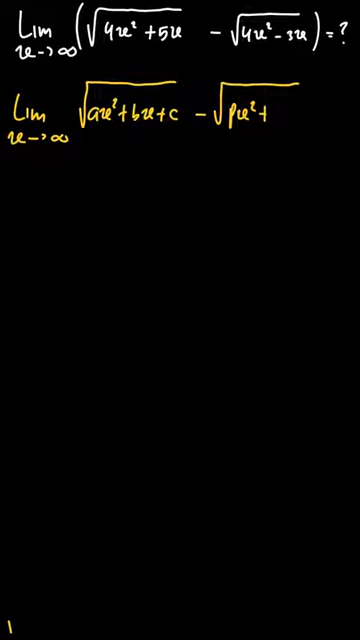 Lim x→∞ (√(4x² + 5x) − √(4x² − 3x)) = ?
Lim x→∞ √(ax² + bx + c) − √(px² +